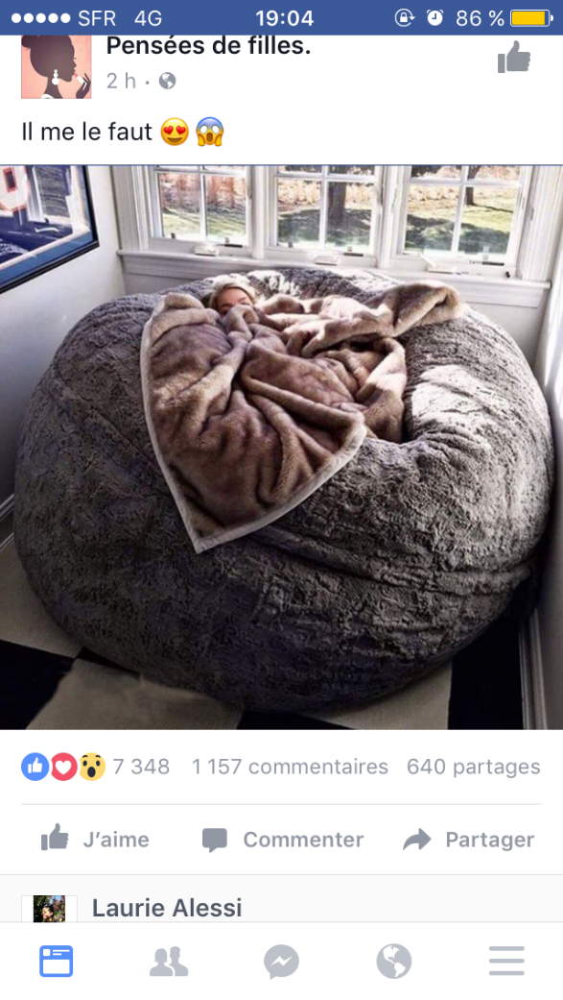 SFR 4G 19:04 86 %
Pensées de filles.
2 h ·
Il me le faut 😍😱
7 348 1 157 commentaires 640 partages
J’aime Commenter Partager
Laurie Alessi